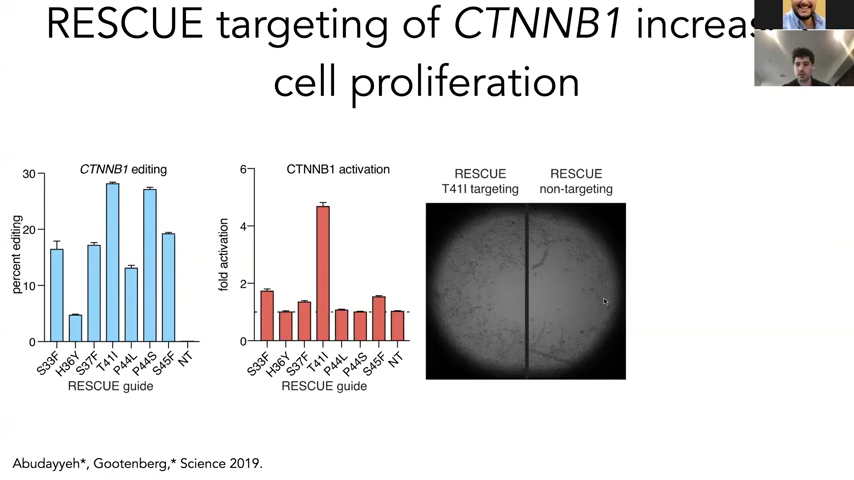 RESCUE targeting of CTNNB1 increas
cell proliferation
CTNNB1 editing
percent editing
30
20
10
0
S33F
H36Y
S37F
T41I
P44L
P44S
S45F
NT
RESCUE guide
CTNNB1 activation
fold activation
6
4
2
0
S33F
H36Y
S37F
T41I
P44L
P44S
S45F
NT
RESCUE guide
RESCUE
T41I targeting
RESCUE
non-targeting
Abudayyeh*, Gootenberg,* Science 2019.